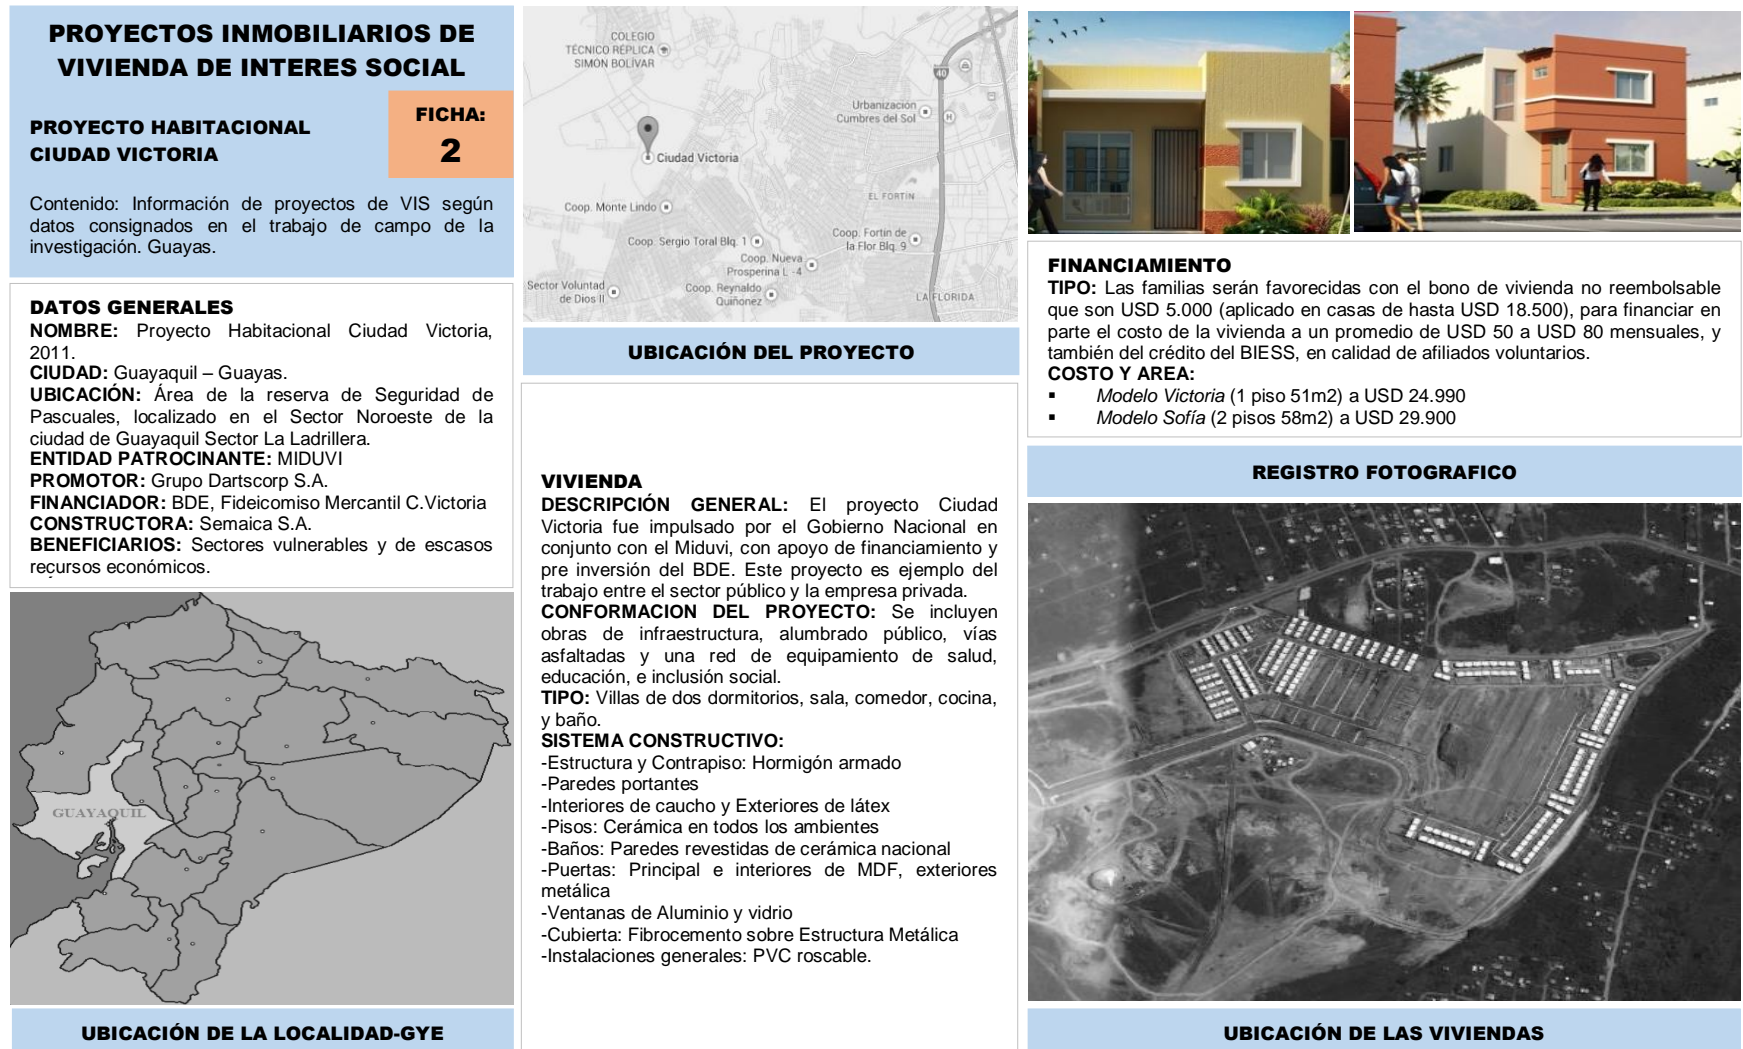 PROYECTOS INMOBILIARIOS DE
VIVIENDA DE INTERES SOCIAL
PROYECTO HABITACIONAL
CIUDAD VICTORIA
FICHA:
2
Contenido: Información de proyectos de VIS según
datos consignados en el trabajo de campo de la
investigación. Guayas.
DATOS GENERALES
NOMBRE: Proyecto Habitacional Ciudad Victoria,
2011.
CIUDAD: Guayaquil – Guayas.
UBICACIÓN: Área de la reserva de Seguridad de
Pascuales, localizado en el Sector Noroeste de la
ciudad de Guayaquil Sector La Ladrillera.
ENTIDAD PATROCINANTE: MIDUVI
PROMOTOR: Grupo Dartscorp S.A.
FINANCIADOR: BDE, Fideicomiso Mercantil C.Victoria
CONSTRUCTORA: Semaica S.A.
BENEFICIARIOS: Sectores vulnerables y de escasos
recursos económicos.
GUAYAQUIL
UBICACIÓN DE LA LOCALIDAD-GYE
COLEGIO
TÉCNICO RÉPLICA
SIMÓN BOLÍVAR
40
Urbanización
Cumbres del Sol
H
Ciudad Victoria
EL FORTÍN
Coop. Monte Lindo
Coop. Sergio Toral Blq. 1
Coop. Fortin de
la Flor Blq. 9
Coop. Nueva
Prosperina L -4
Sector Voluntad
de Dios II
Coop. Reynaldo
Quiñonez
LA FLORIDA
UBICACIÓN DEL PROYECTO
VIVIENDA
DESCRIPCIÓN GENERAL: El proyecto Ciudad
Victoria fue impulsado por el Gobierno Nacional en
conjunto con el Miduvi, con apoyo de financiamiento y
pre inversión del BDE. Este proyecto es ejemplo del
trabajo entre el sector público y la empresa privada.
CONFORMACION DEL PROYECTO: Se incluyen
obras de infraestructura, alumbrado público, vías
asfaltadas y una red de equipamiento de salud,
educación, e inclusión social.
TIPO: Villas de dos dormitorios, sala, comedor, cocina,
y baño.
SISTEMA CONSTRUCTIVO:
-Estructura y Contrapiso: Hormigón armado
-Paredes portantes
-Interiores de caucho y Exteriores de látex
-Pisos: Cerámica en todos los ambientes
-Baños: Paredes revestidas de cerámica nacional
-Puertas: Principal e interiores de MDF, exteriores
metálica
-Ventanas de Aluminio y vidrio
-Cubierta: Fibrocemento sobre Estructura Metálica
-Instalaciones generales: PVC roscable.
FINANCIAMIENTO
TIPO: Las familias serán favorecidas con el bono de vivienda no reembolsable
que son USD 5.000 (aplicado en casas de hasta USD 18.500), para financiar en
parte el costo de la vivienda a un promedio de USD 50 a USD 80 mensuales, y
también del crédito del BIESS, en calidad de afiliados voluntarios.
COSTO Y AREA:
▪ Modelo Victoria (1 piso 51m2) a USD 24.990
▪ Modelo Sofía (2 pisos 58m2) a USD 29.900
REGISTRO FOTOGRAFICO
UBICACIÓN DE LAS VIVIENDAS